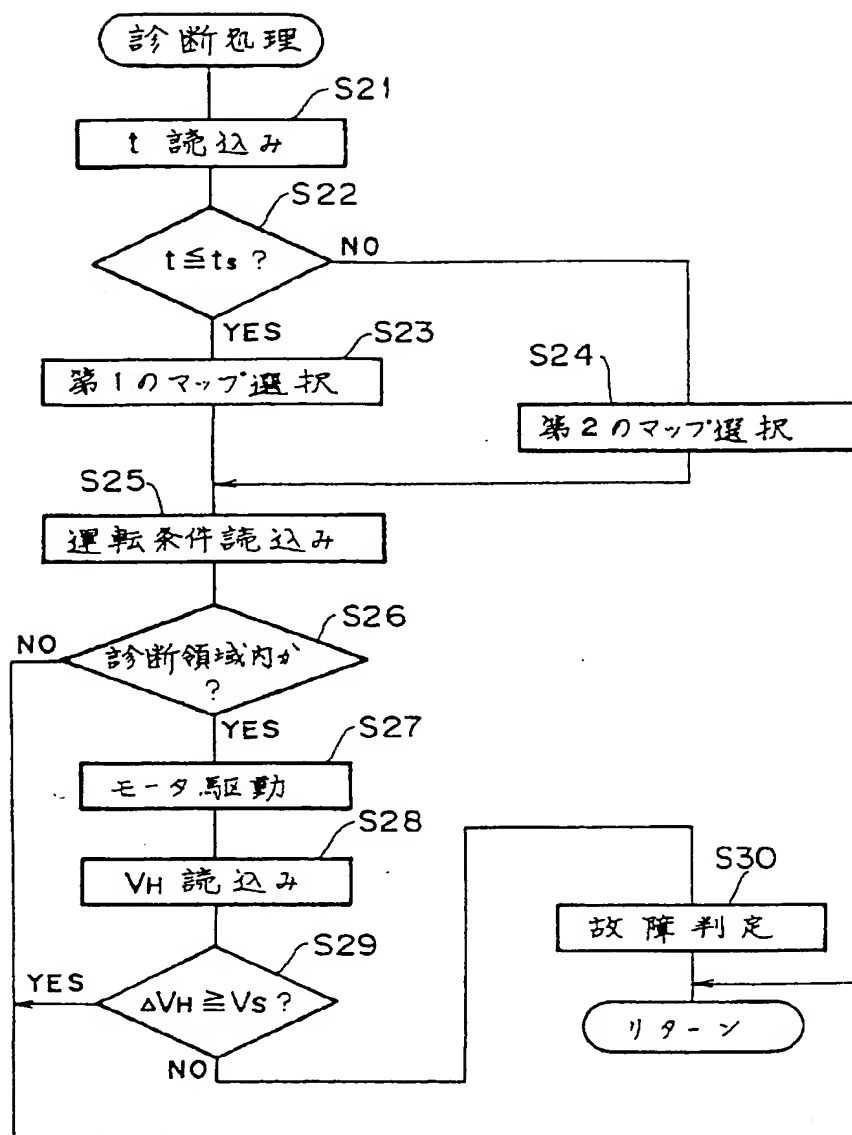 診断処理
S21
t 読込み
S22
t≦ts?
NO
YES
S23
第1のマップ選択
S24
第2のマップ選択
S25
運転条件読込み
S26
NO
診断領域内か
?
YES
S27
モータ駆動
S28
VH 読込み
S29
YES
ΔVH≧VS?
NO
S30
故障判定
リターン